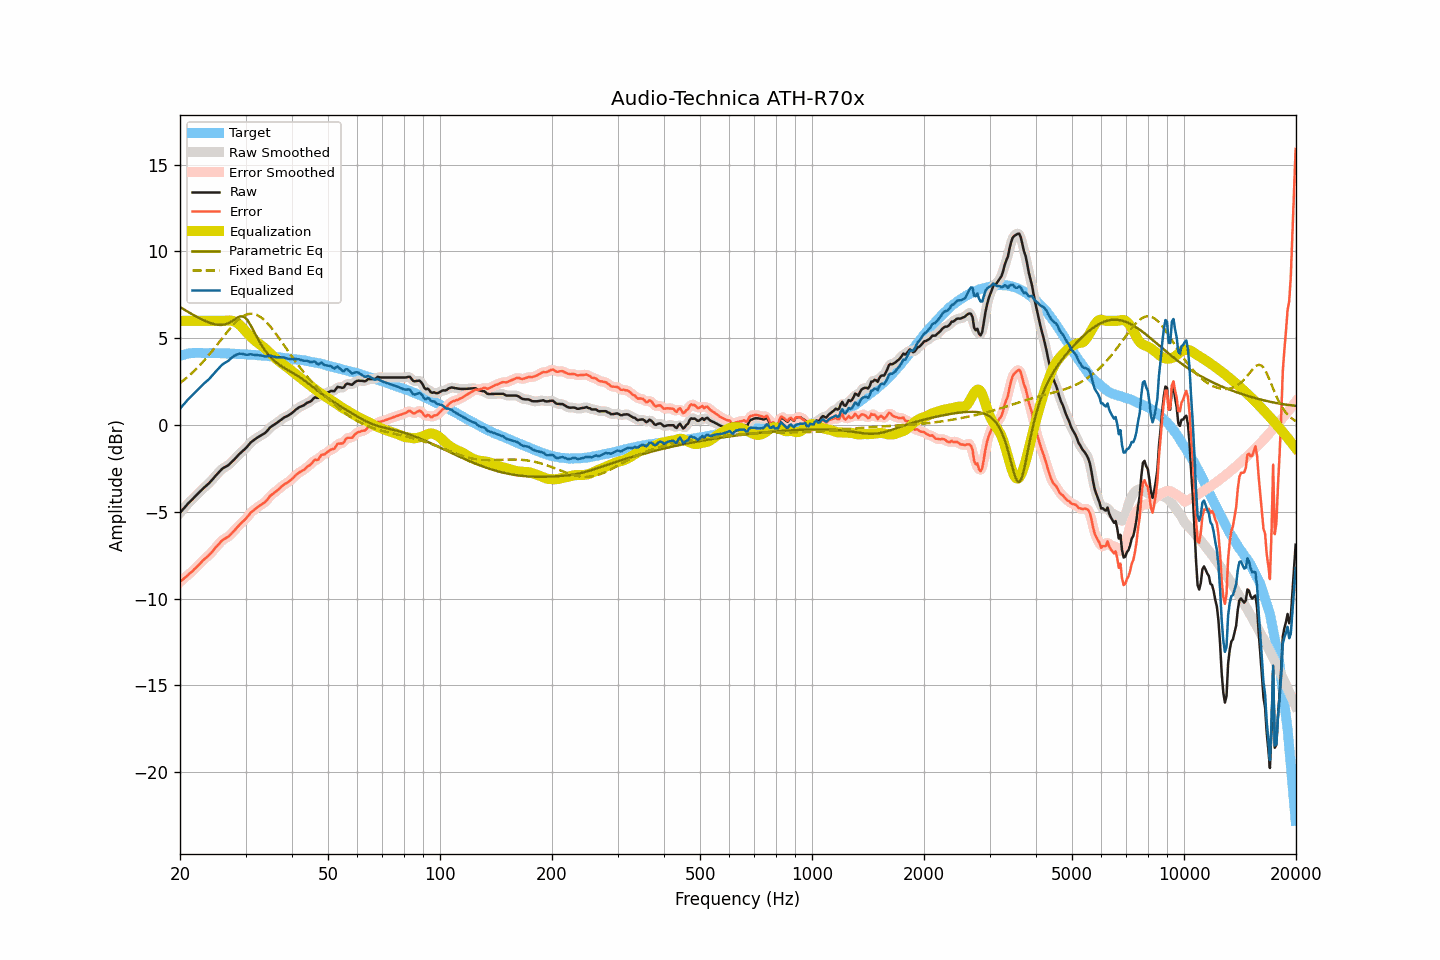 Audio-Technica ATH-R70x
Target
Raw Smoothed
Error Smoothed
Raw
Error
Equalization
Parametric Eq
Fixed Band Eq
Equalized
15
10
5
0
−5
−10
−15
−20
Amplitude (dBr)
20 50 100 200 500 1000 2000 5000 10000 20000
Frequency (Hz)